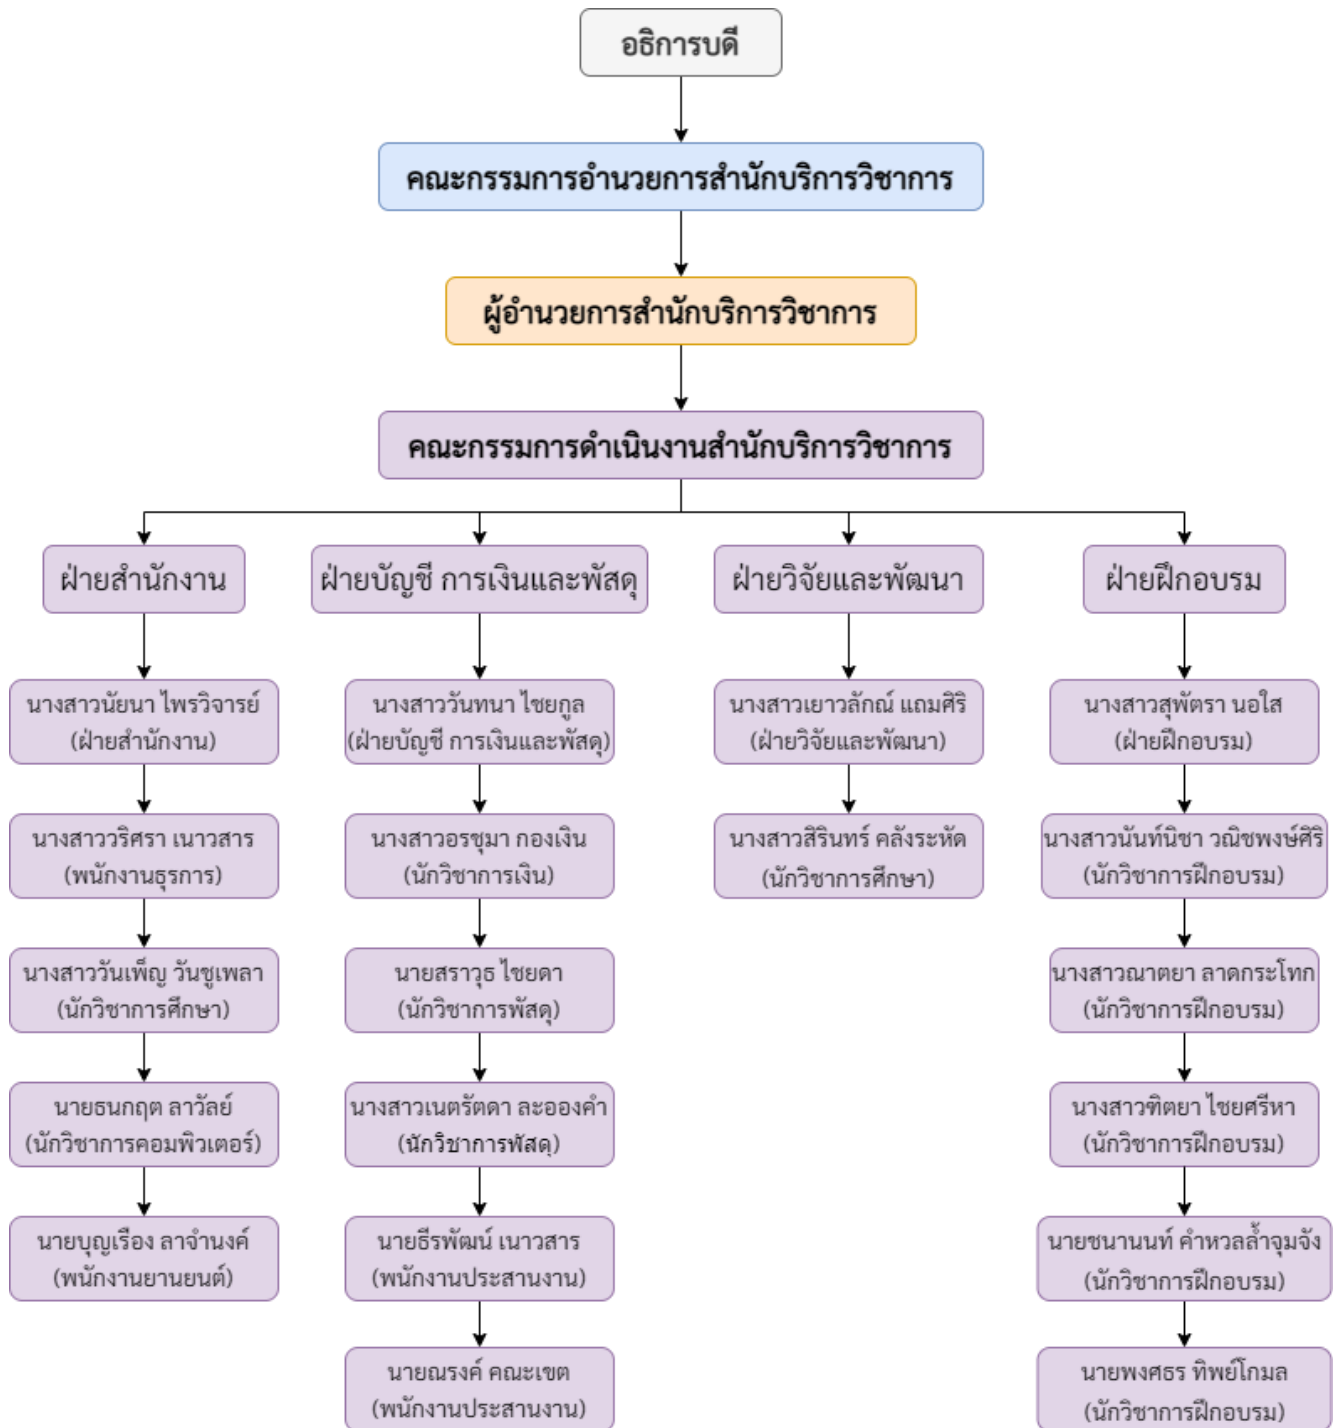 อธิการบดี
คณะกรรมการอำนวยการสำนักบริการวิชาการ
ผู้อำนวยการสำนักบริการวิชาการ
คณะกรรมการดำเนินงานสำนักบริการวิชาการ
ฝ่ายสำนักงาน
นางสาวนัยนา ไพรวิจารย์
(ฝ่ายสำนักงาน)
นางสาววริศรา เนาวสาร
(พนักงานธุรการ)
นางสาววันเพ็ญ วันชูเพลา
(นักวิชาการศึกษา)
นายธนกฤต ลาวัลย์
(นักวิชาการคอมพิวเตอร์)
นายบุญเรือง ลาจำนงค์
(พนักงานยานยนต์)
ฝ่ายบัญชี การเงินและพัสดุ
นางสาววันทนา ไชยกูล
(ฝ่ายบัญชี การเงินและพัสดุ)
นางสาวอรชุมา กองเงิน
(นักวิชาการเงิน)
นายสราวุธ ไชยดา
(นักวิชาการพัสดุ)
นางสาวเนตรัตดา ละอองคำ
(นักวิชาการพัสดุ)
นายธีรพัฒน์ เนาวสาร
(พนักงานประสานงาน)
นายณรงค์ คณะเขต
(พนักงานประสานงาน)
ฝ่ายวิจัยและพัฒนา
นางสาวเยาวลักณ์ แถมศิริ
(ฝ่ายวิจัยและพัฒนา)
นางสาวสิรินทร์ คลังระหัด
(นักวิชาการศึกษา)
ฝ่ายฝึกอบรม
นางสาวสุพัตรา นอใส
(ฝ่ายฝึกอบรม)
นางสาวนันท์นิชา วณิชพงษ์ศิริ
(นักวิชาการฝึกอบรม)
นางสาวณาตยา ลาดกระโทก
(นักวิชาการฝึกอบรม)
นางสาวฑิตยา ไชยศรีหา
(นักวิชาการฝึกอบรม)
นายชนานนท์ คำหวลล้ำจุมจัง
(นักวิชาการฝึกอบรม)
นายพงศธร ทิพย์โกมล
(นักวิชาการฝึกอบรม)